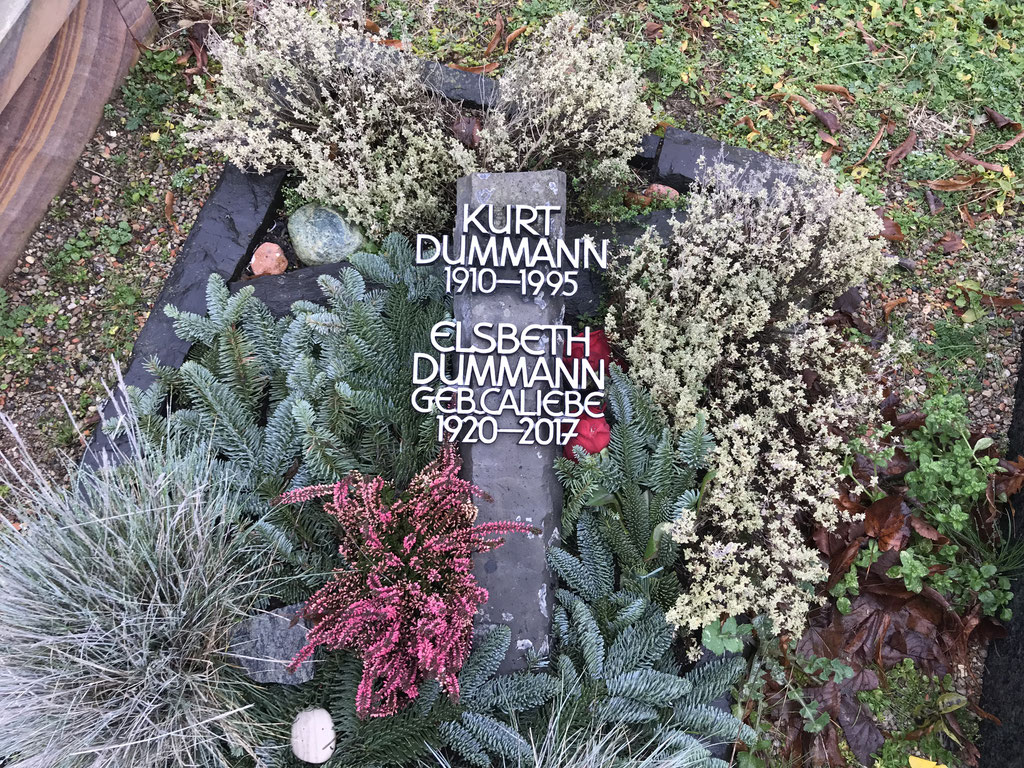 KURT
DUMMANN
1910—1995
ELSBETH
DUMMANN
GEB.CALIEBE
1920—2017